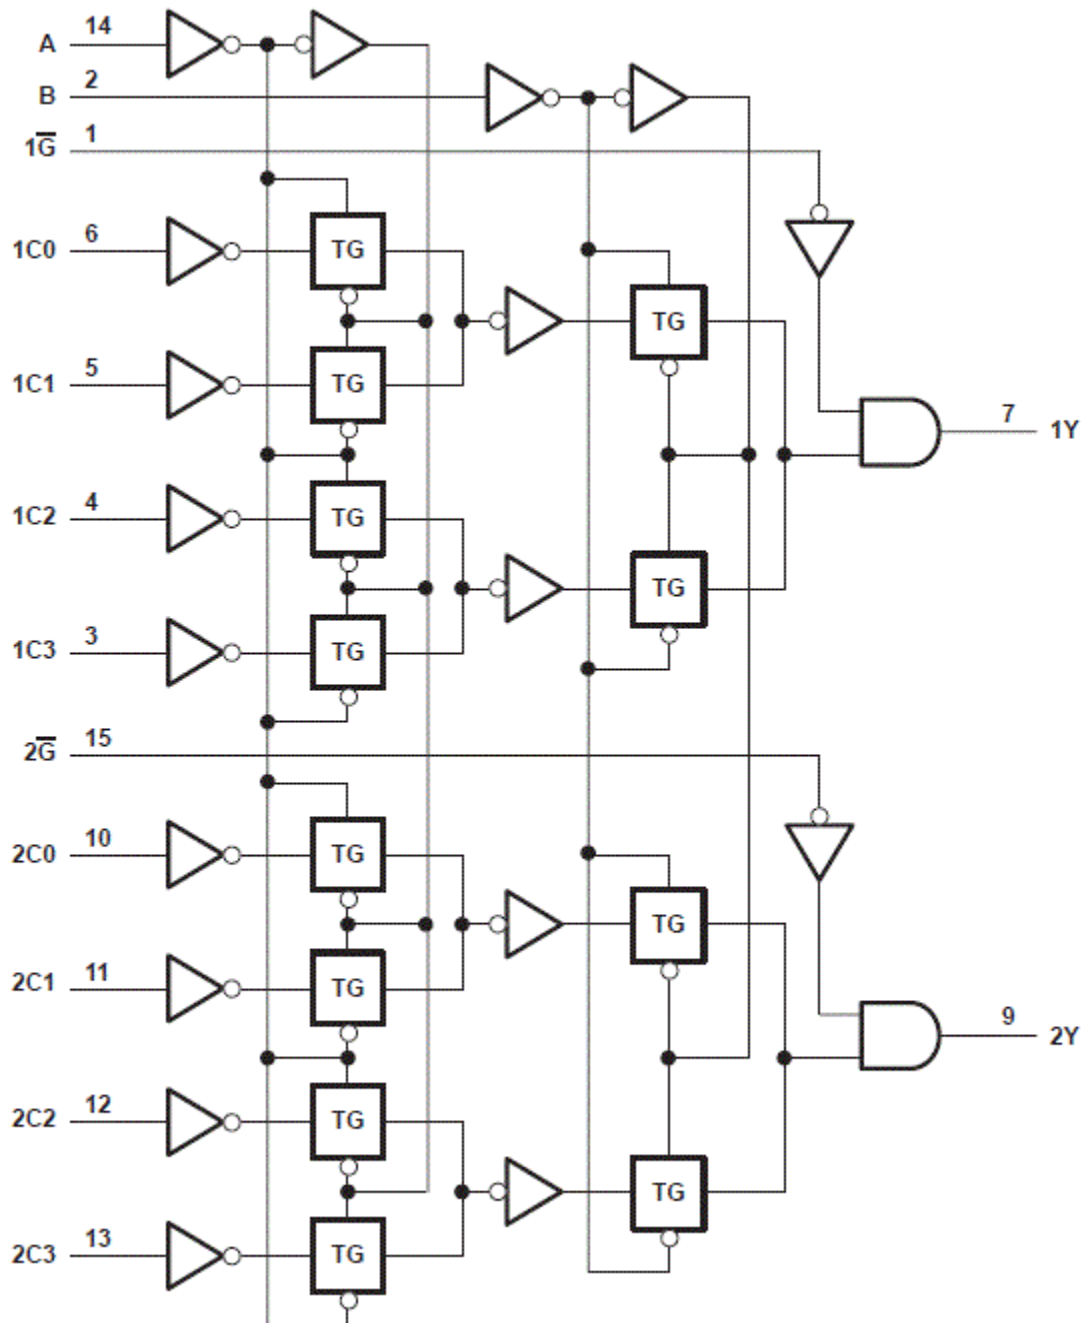 A 14
B 2
1G̅ 1
1C0 6 TG
TG
1C1 5 TG
7 1Y
1C2 4 TG
TG
1C3 3 TG
2G̅ 15
2C0 10 TG
TG
2C1 11 TG
9 2Y
2C2 12 TG
TG
2C3 13 TG